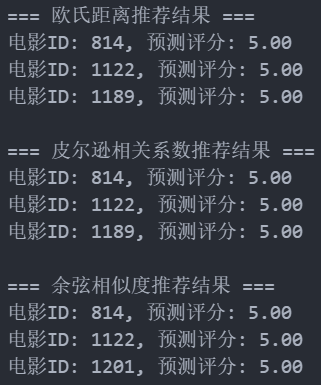 === 欧氏距离推荐结果 ===
电影ID: 814, 预测评分: 5.00
电影ID: 1122, 预测评分: 5.00
电影ID: 1189, 预测评分: 5.00

=== 皮尔逊相关系数推荐结果 ===
电影ID: 814, 预测评分: 5.00
电影ID: 1122, 预测评分: 5.00
电影ID: 1189, 预测评分: 5.00

=== 余弦相似度推荐结果 ===
电影ID: 814, 预测评分: 5.00
电影ID: 1122, 预测评分: 5.00
电影ID: 1201, 预测评分: 5.00